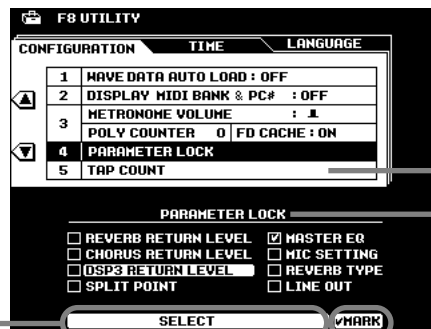 F8 UTILITY
CONFIGURATION TIME LANGUAGE
1 WAVE DATA AUTO LOAD : OFF
2 DISPLAY MIDI BANK & PC# : OFF
3 METRONOME VOLUME :
POLY COUNTER 0 FD CACHE : ON
4 PARAMETER LOCK
5 TAP COUNT
PARAMETER LOCK
REVERB RETURN LEVEL MASTER EQ
CHORUS RETURN LEVEL MIC SETTING
DSP3 RETURN LEVEL REVERB TYPE
SPLIT POINT LINE OUT
SELECT ✓MARK